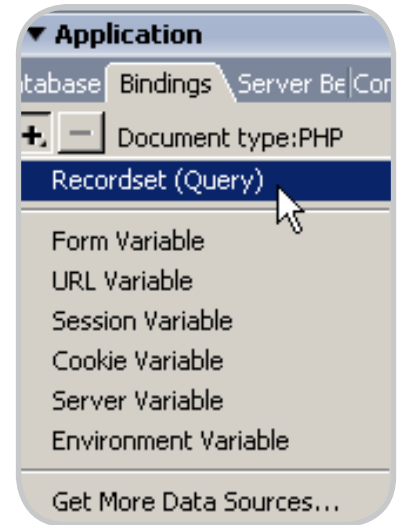 Application
tabase Bindings Server Be Cor
Document type:PHP
Recordset (Query)
Form Variable
URL Variable
Session Variable
Cookie Variable
Server Variable
Environment Variable
Get More Data Sources...